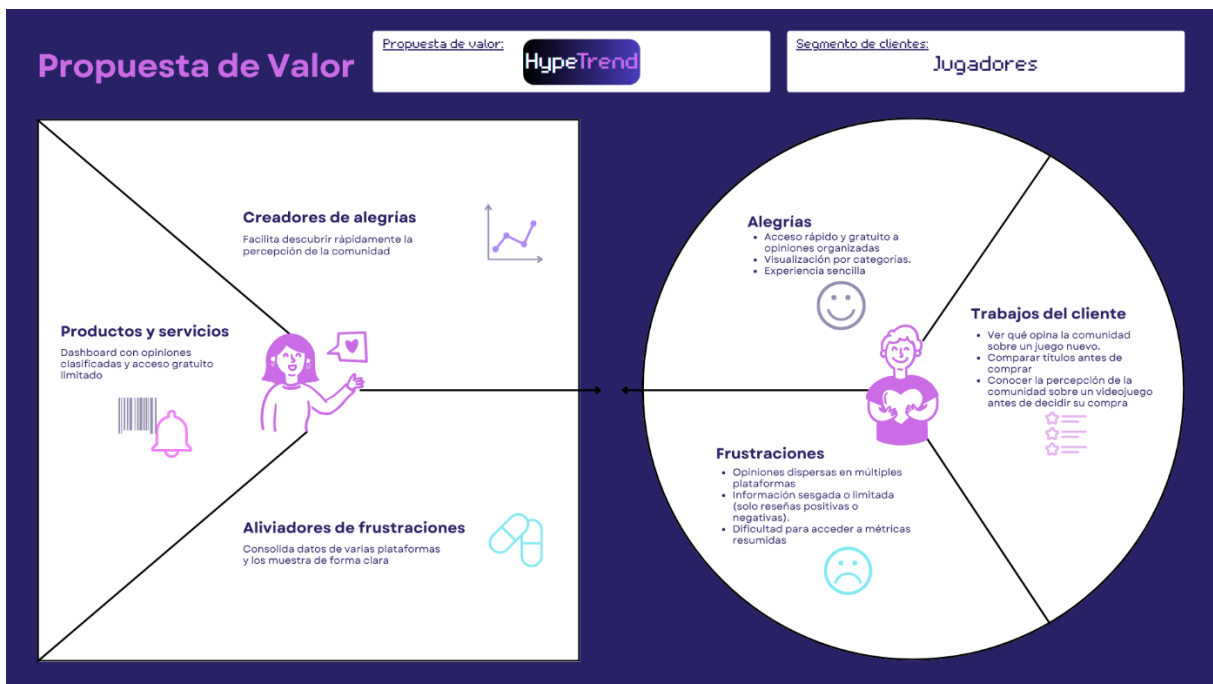 Propuesta de Valor
Propuesta de valor:
HypeTrend
Segmento de clientes:
Jugadores
Creadores de alegrías
Facilita descubrir rápidamente la
percepción de la comunidad
Productos y servicios
Dashboard con opiniones
clasificadas y acceso gratuito
limitado
Aliviadores de frustraciones
Consolida datos de varias plataformas
y los muestra de forma clara
Alegrías
• Acceso rápido y gratuito a
opiniones organizadas
• Visualización por categorías.
• Experiencia sencilla
Trabajos del cliente
• Ver qué opina la comunidad
sobre un juego nuevo.
• Comparar títulos antes de
comprar
• Conocer la percepción de la
comunidad sobre un videojuego
antes de decidir su compra
Frustraciones
• Opiniones dispersas en múltiples
plataformas
• Información sesgada o limitada
(solo reseñas positivas o
negativas).
• Dificultad para acceder a métricas
resumidas